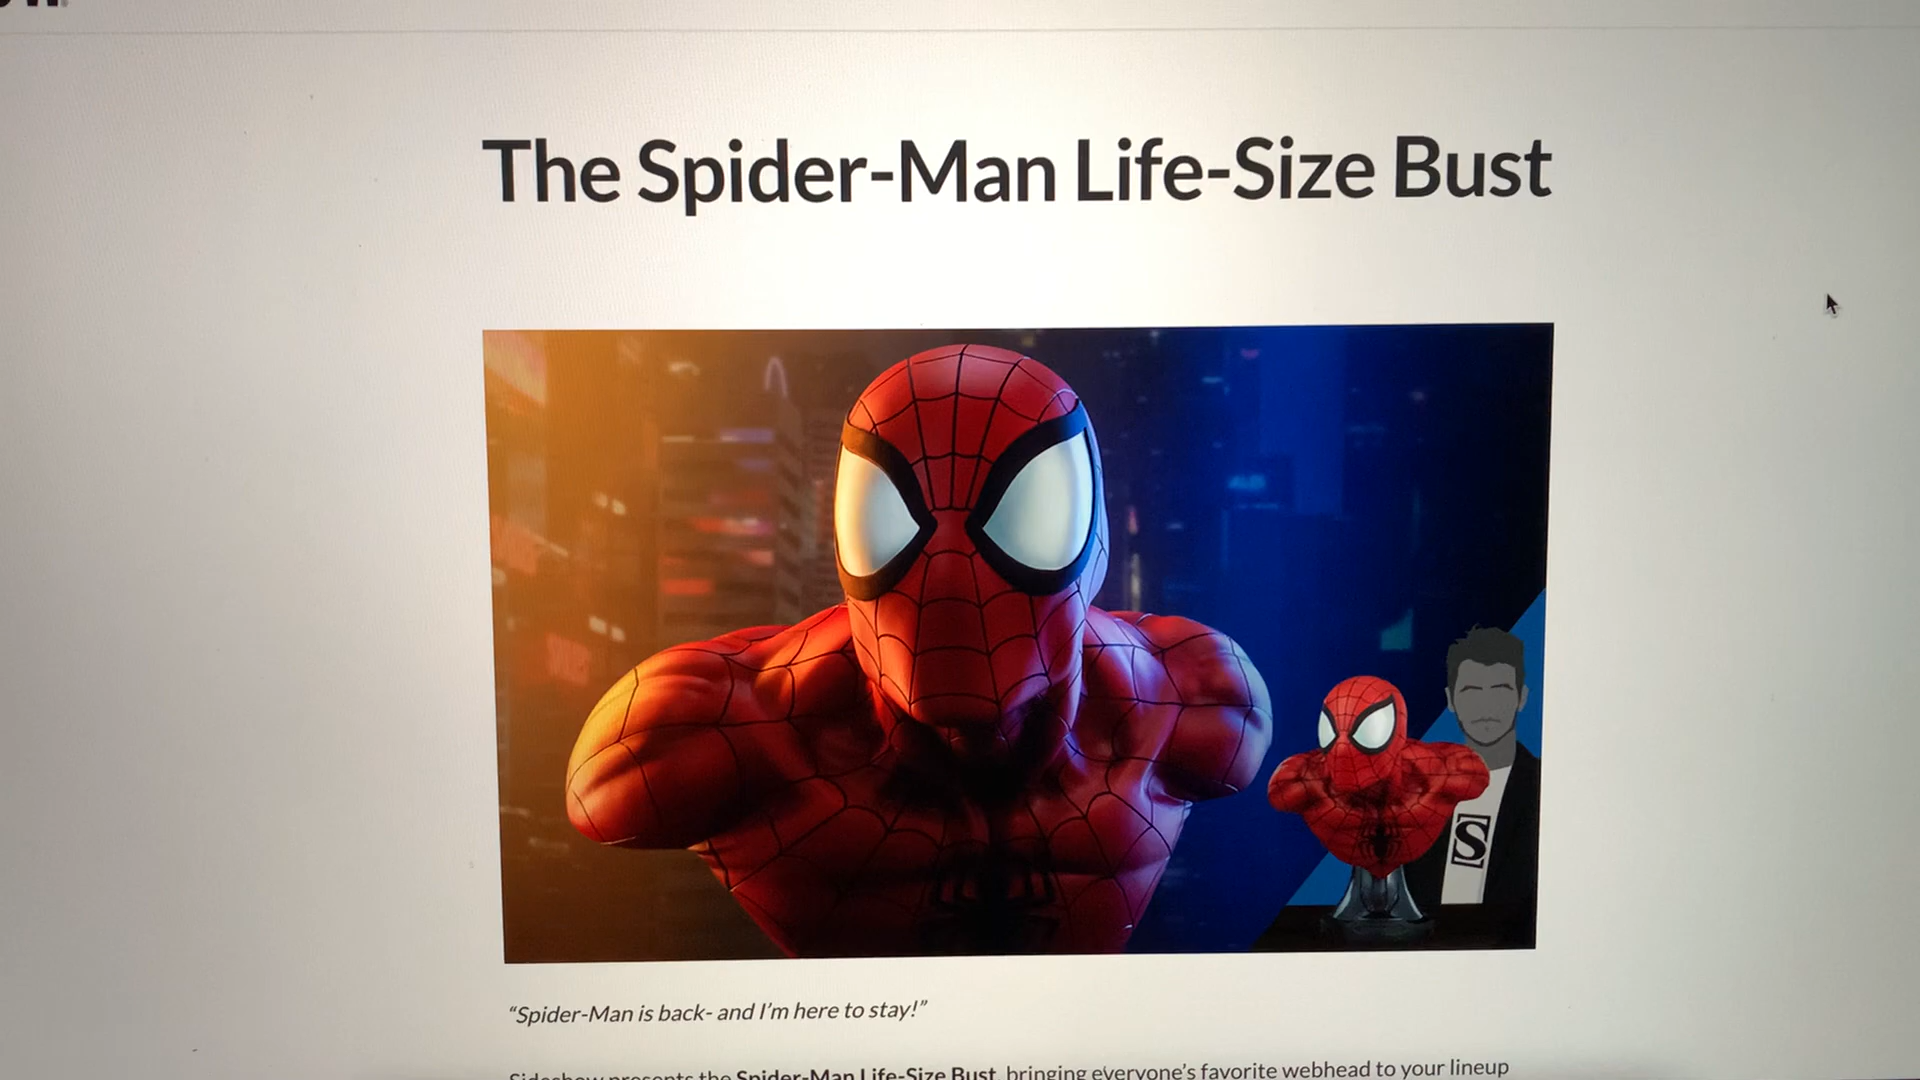 The Spider-Man Life-Size Bust
S
“Spider-Man is back- and I’m here to stay!”
Sideshow presents the Spider-Man Life-Size Bust, bringing everyone’s favorite webhead to your lineup